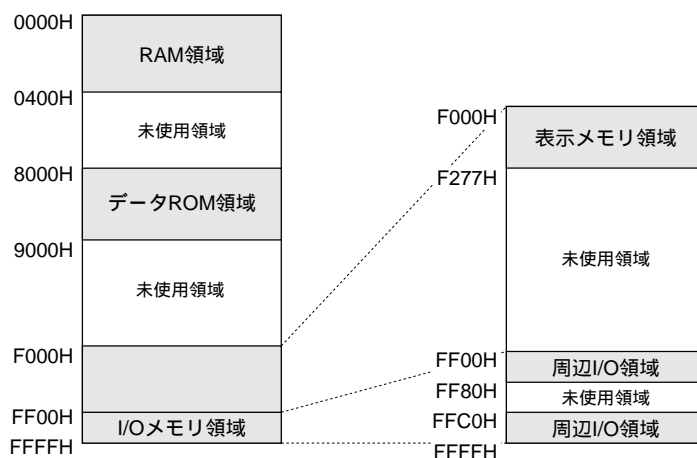 0000H
RAM領域
0400H
未使用領域
8000H
データROM領域
9000H
未使用領域
F000H
FF00H
I/Oメモリ領域
FFFFH
F000H
表示メモリ領域
F277H
未使用領域
FF00H
周辺I/O領域
FF80H
未使用領域
FFC0H
周辺I/O領域
FFFFH